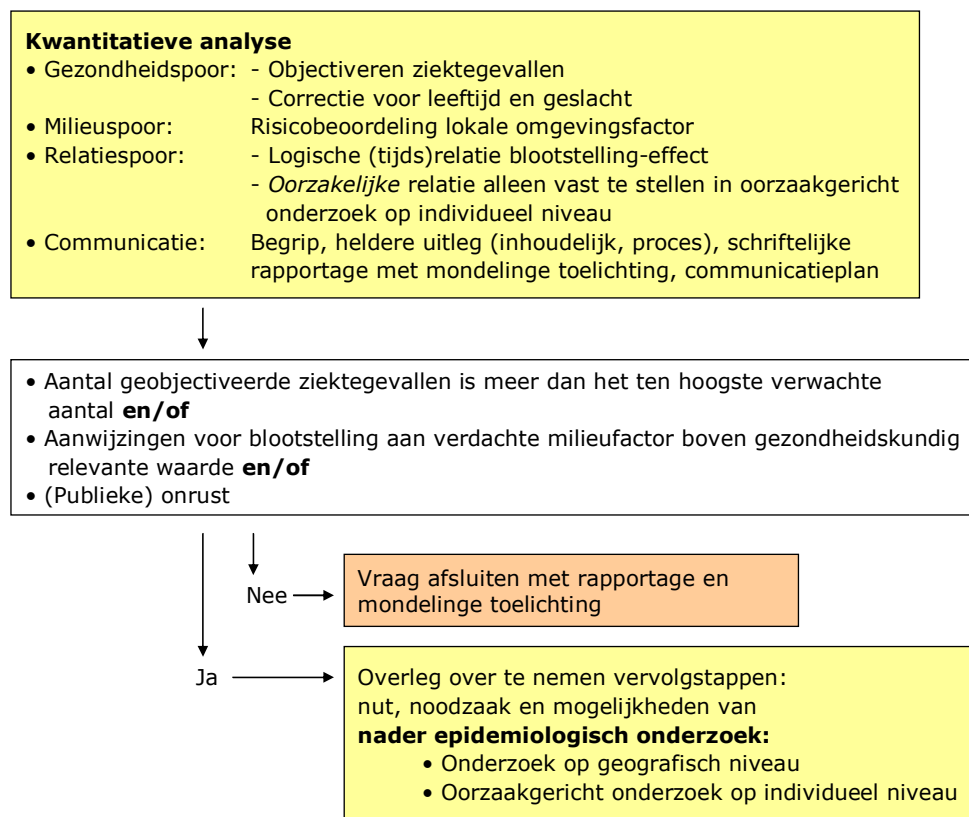 Kwantitatieve analyse
• Gezondheidspoor: - Objectiveren ziektegevallen
- Correctie voor leeftijd en geslacht
• Milieuspoor: Risicobeoordeling lokale omgevingsfactor
• Relatiespoor: - Logische (tijds)relatie blootstelling-effect
- Oorzakelijke relatie alleen vast te stellen in oorzaakgericht
onderzoek op individueel niveau
• Communicatie: Begrip, heldere uitleg (inhoudelijk, proces), schriftelijke
rapportage met mondelinge toelichting, communicatieplan
• Aantal geobjectiveerde ziektegevallen is meer dan het ten hoogste verwachte
aantal en/of
• Aanwijzingen voor blootstelling aan verdachte milieufactor boven gezondheidskundig
relevante waarde en/of
• (Publieke) onrust
Nee
Vraag afsluiten met rapportage en
mondelinge toelichting
Ja
Overleg over te nemen vervolgstappen:
nut, noodzaak en mogelijkheden van
nader epidemiologisch onderzoek:
• Onderzoek op geografisch niveau
• Oorzaakgericht onderzoek op individueel niveau